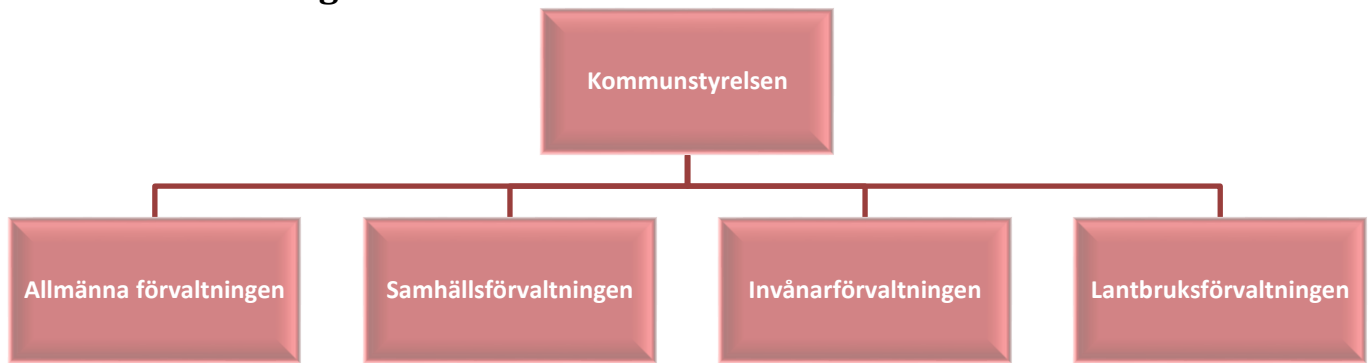 Kommunstyrelsen
Allmänna förvaltningen
Samhällsförvaltningen
Invånarförvaltningen
Lantbruksförvaltningen